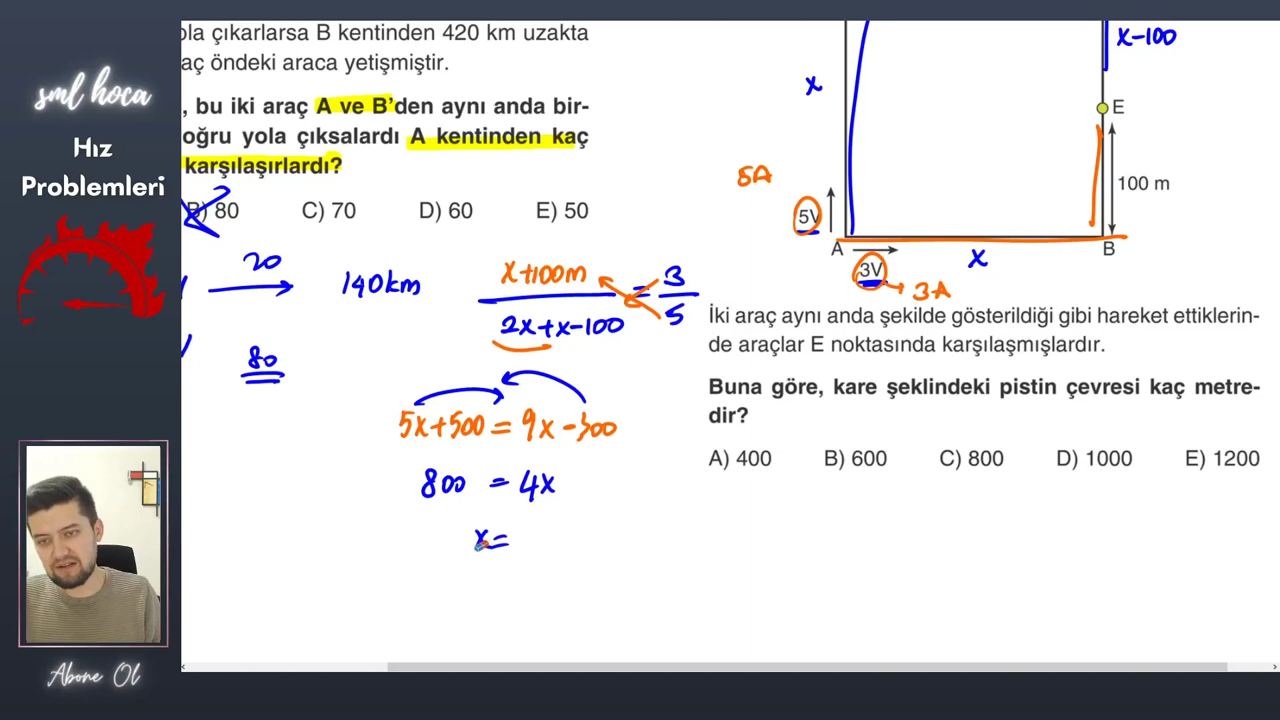 sml hoca
Hız
Problemleri
Abone Ol
ola çıkarlarsa B kentinden 420 km uzakta
aç öndeki araca yetişmiştir.
, bu iki araç A ve B'den aynı anda bir-
oğru yola çıksalardı A kentinden kaç
karşılaşırlardı?
B) 80 C) 70 D) 60 E) 50
20
140km
80
x+100m
2x+x-100
=
3
5
5x+500 = 9x-300
800 = 4x
x=
x
x-100
E
100 m
5A
5V
A
B
x
3V
3A
İki araç aynı anda şekilde gösterildiği gibi hareket ettiklerin-
de araçlar E noktasında karşılaşmışlardır.
Buna göre, kare şeklindeki pistin çevresi kaç metre-
dir?
A) 400 B) 600 C) 800 D) 1000 E) 1200